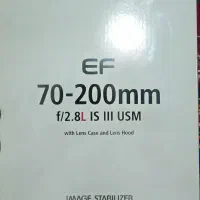 EF
70-200mm
f/2.8L IS III USM
with Lens Case and Lens Hood
IMAGE STABILIZER